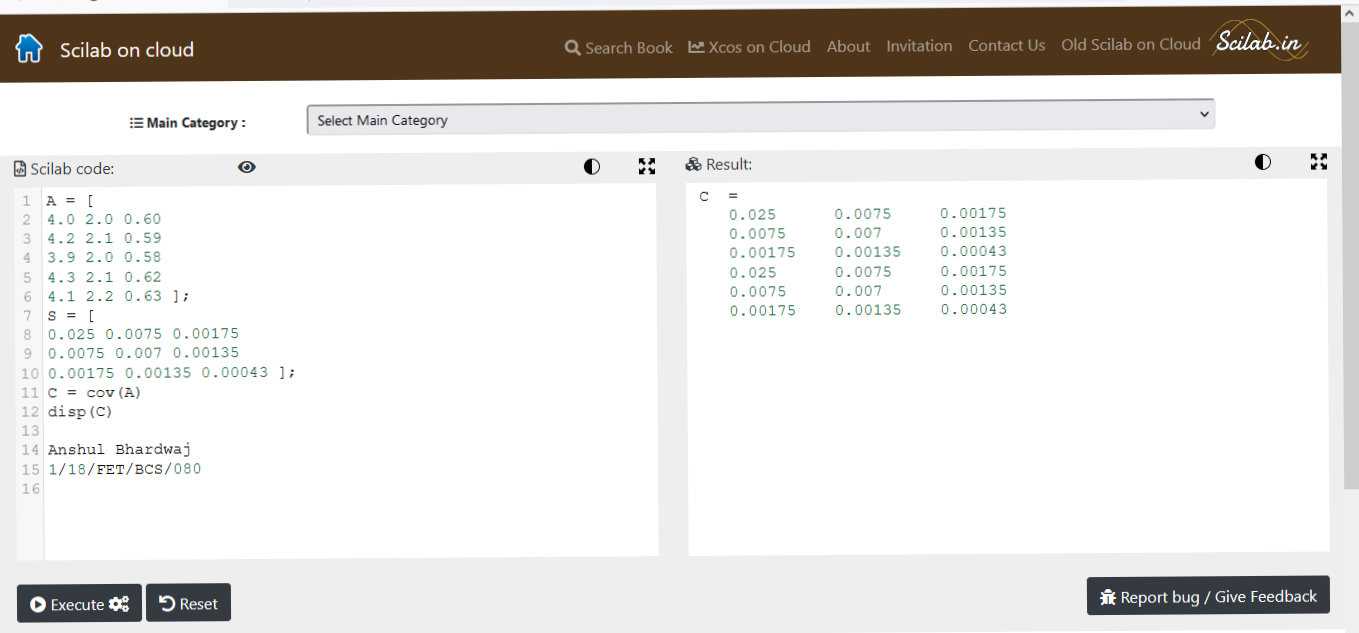 Scilab on cloud
Search Book Xcos on Cloud About Invitation Contact Us Old Scilab on Cloud Scilab.in
Main Category :
Select Main Category
Scilab code:
1 A = [
2 4.0 2.0 0.60
3 4.2 2.1 0.59
4 3.9 2.0 0.58
5 4.3 2.1 0.62
6 4.1 2.2 0.63 ];
7 S = [
8 0.025 0.0075 0.00175
9 0.0075 0.007 0.00135
10 0.00175 0.00135 0.00043 ];
11 C = cov(A)
12 disp(C)
13
14 Anshul Bhardwaj
15 1/18/FET/BCS/080
16
Result:
C =
0.025 0.0075 0.00175
0.0075 0.007 0.00135
0.00175 0.00135 0.00043
0.025 0.0075 0.00175
0.0075 0.007 0.00135
0.00175 0.00135 0.00043
Execute Reset
Report bug / Give Feedback